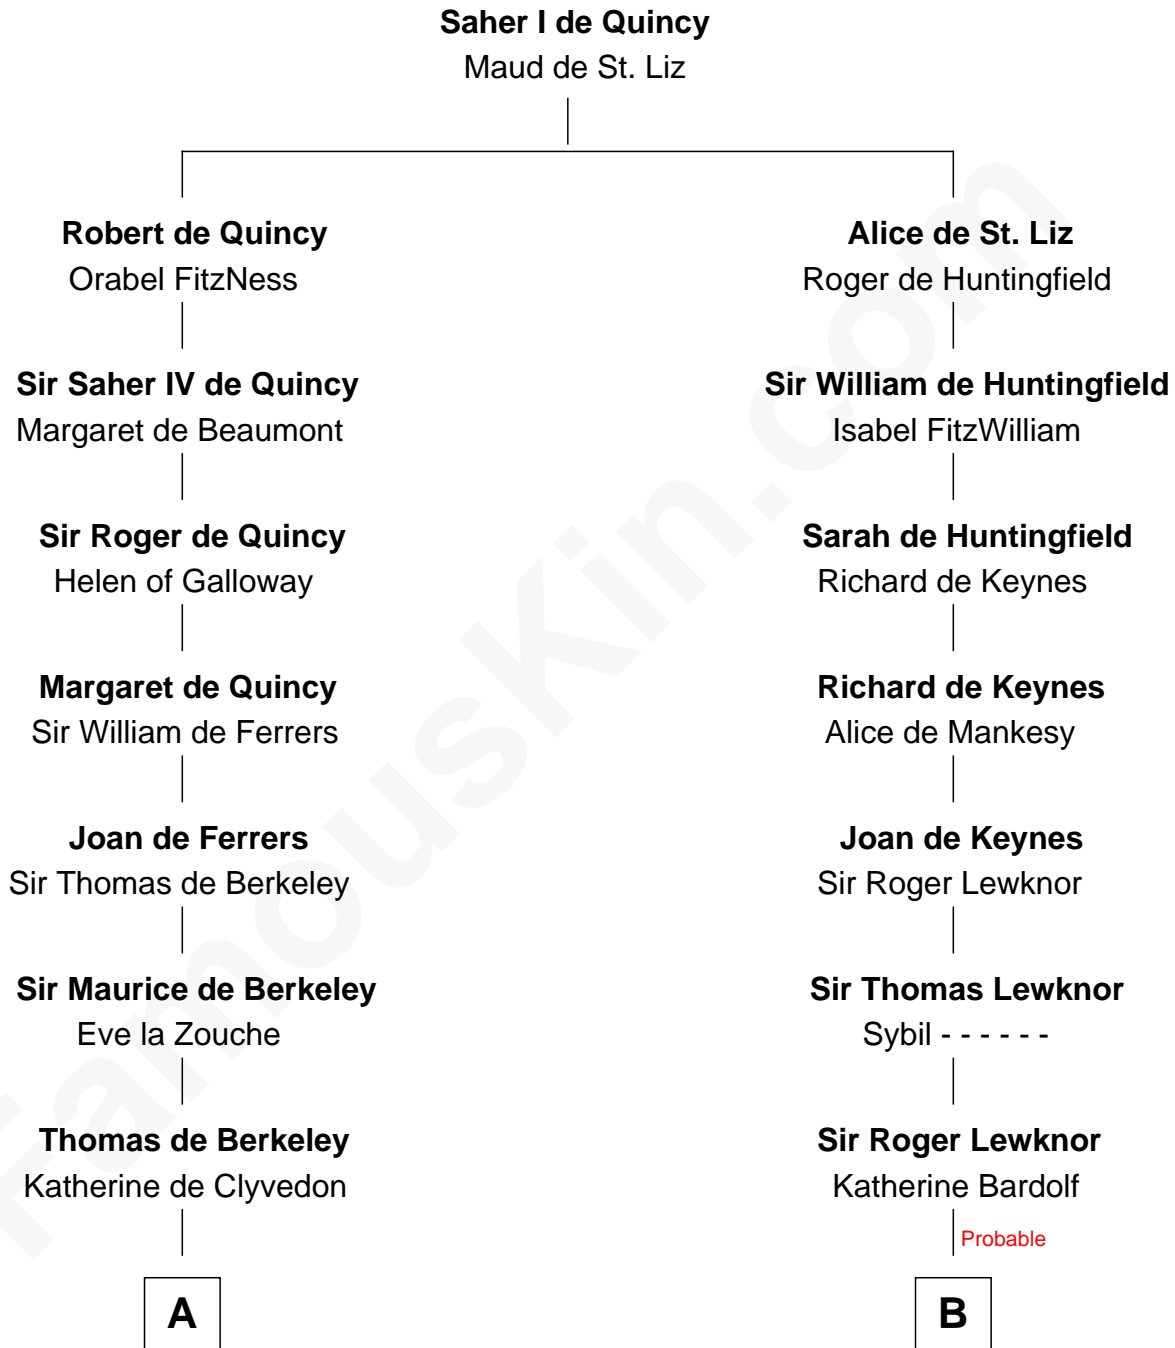 Saher I de Quincy
Maud de St. Liz
Robert de Quincy
Orabel FitzNess
Alice de St. Liz
Roger de Huntingfield
Sir Saher IV de Quincy
Margaret de Beaumont
Sir William de Huntingfield
Isabel FitzWilliam
Sir Roger de Quincy
Helen of Galloway
Sarah de Huntingfield
Richard de Keynes
Margaret de Quincy
Sir William de Ferrers
Richard de Keynes
Alice de Mankesy
Joan de Ferrers
Sir Thomas de Berkeley
Joan de Keynes
Sir Roger Lewknor
Sir Maurice de Berkeley
Eve la Zouche
Sir Thomas Lewknor
Sybil - - - - - -
Thomas de Berkeley
Katherine de Clyvedon
Sir Roger Lewknor
Katherine Bardolf
Probable
A
B
FamousKin.com